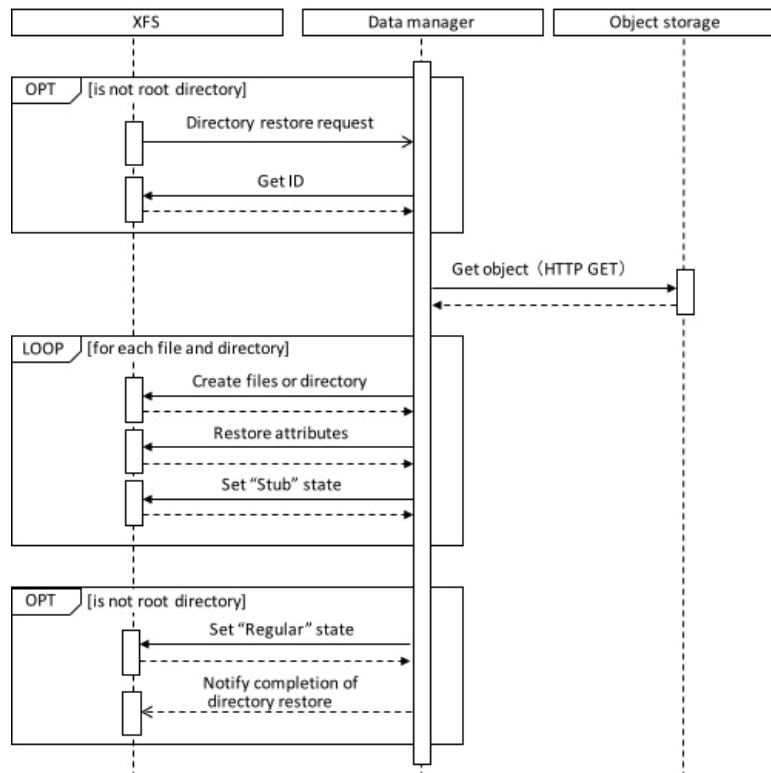 XFS
Data manager
Object storage
OPT
[is not root directory]
Directory restore request
Get ID
Get object（HTTP GET）
LOOP
[for each file and directory]
Create files or directory
Restore attributes
Set “Stub” state
OPT
[is not root directory]
Set “Regular” state
Notify completion of
directory restore